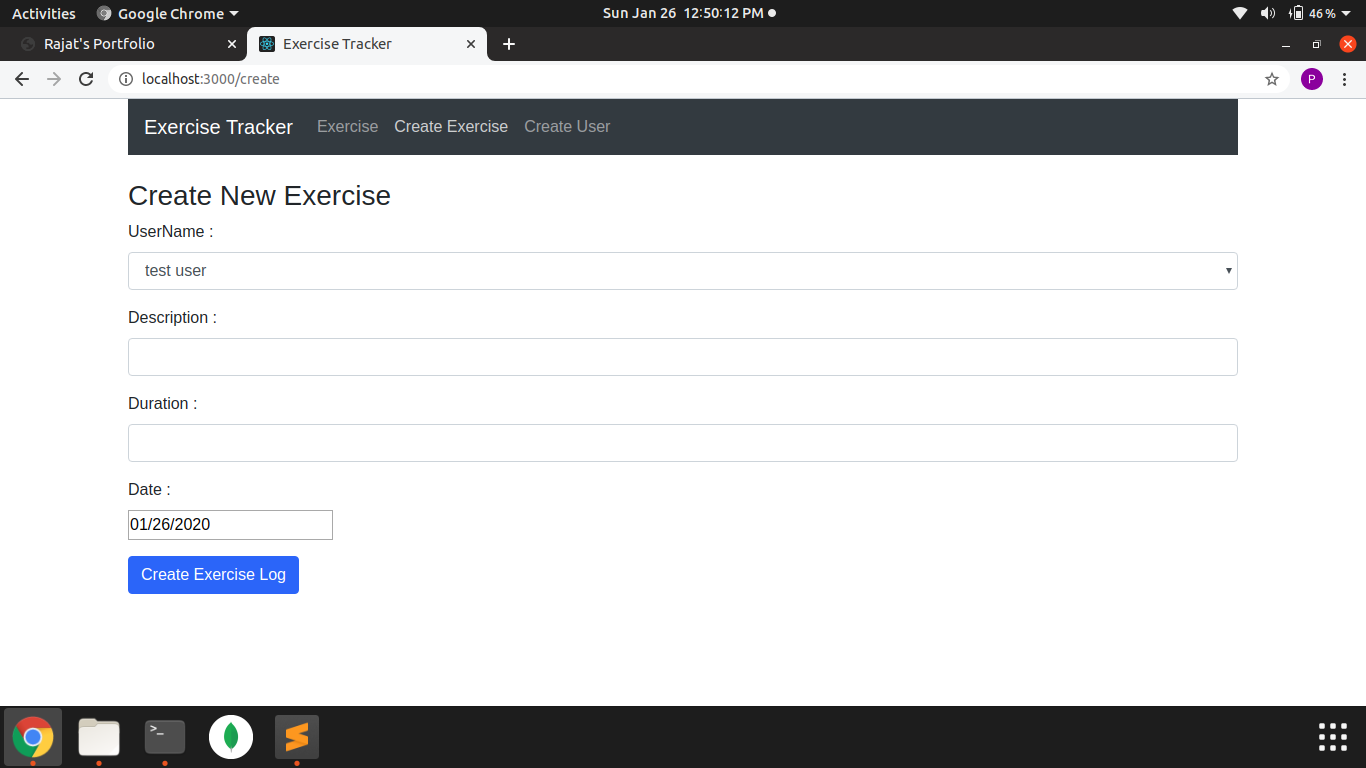 Activities Google Chrome Sun Jan 26 12:50:12 PM 46%
Rajat's Portfolio Exercise Tracker
localhost:3000/create P
Exercise Tracker Exercise Create Exercise Create User
Create New Exercise
UserName :
test user
Description :
Duration :
Date :
01/26/2020
Create Exercise Log
>_